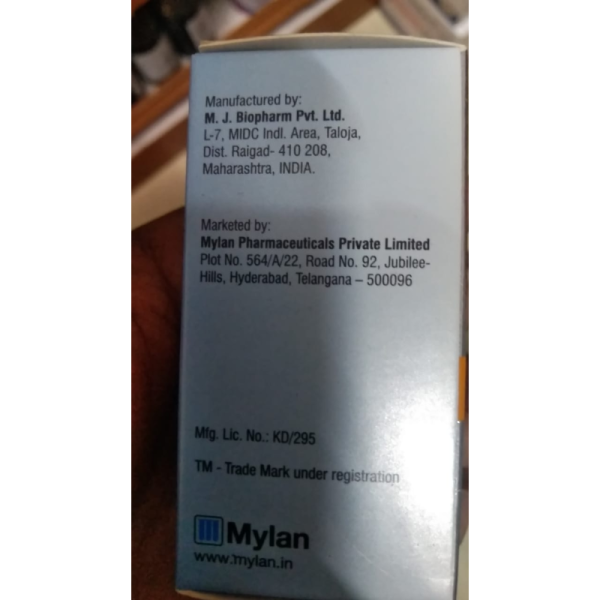 Manufactured by:
M. J. Biopharm Pvt. Ltd.
L-7, MIDC Indl. Area, Taloja,
Dist. Raigad- 410 208,
Maharashtra, INDIA.
Marketed by:
Mylan Pharmaceuticals Private Limited
Plot No. 564/A/22, Road No. 92, Jubilee-
Hills, Hyderabad, Telangana – 500096
Mfg. Lic. No.: KD/295
TM - Trade Mark under registration
Mylan
www.mylan.in